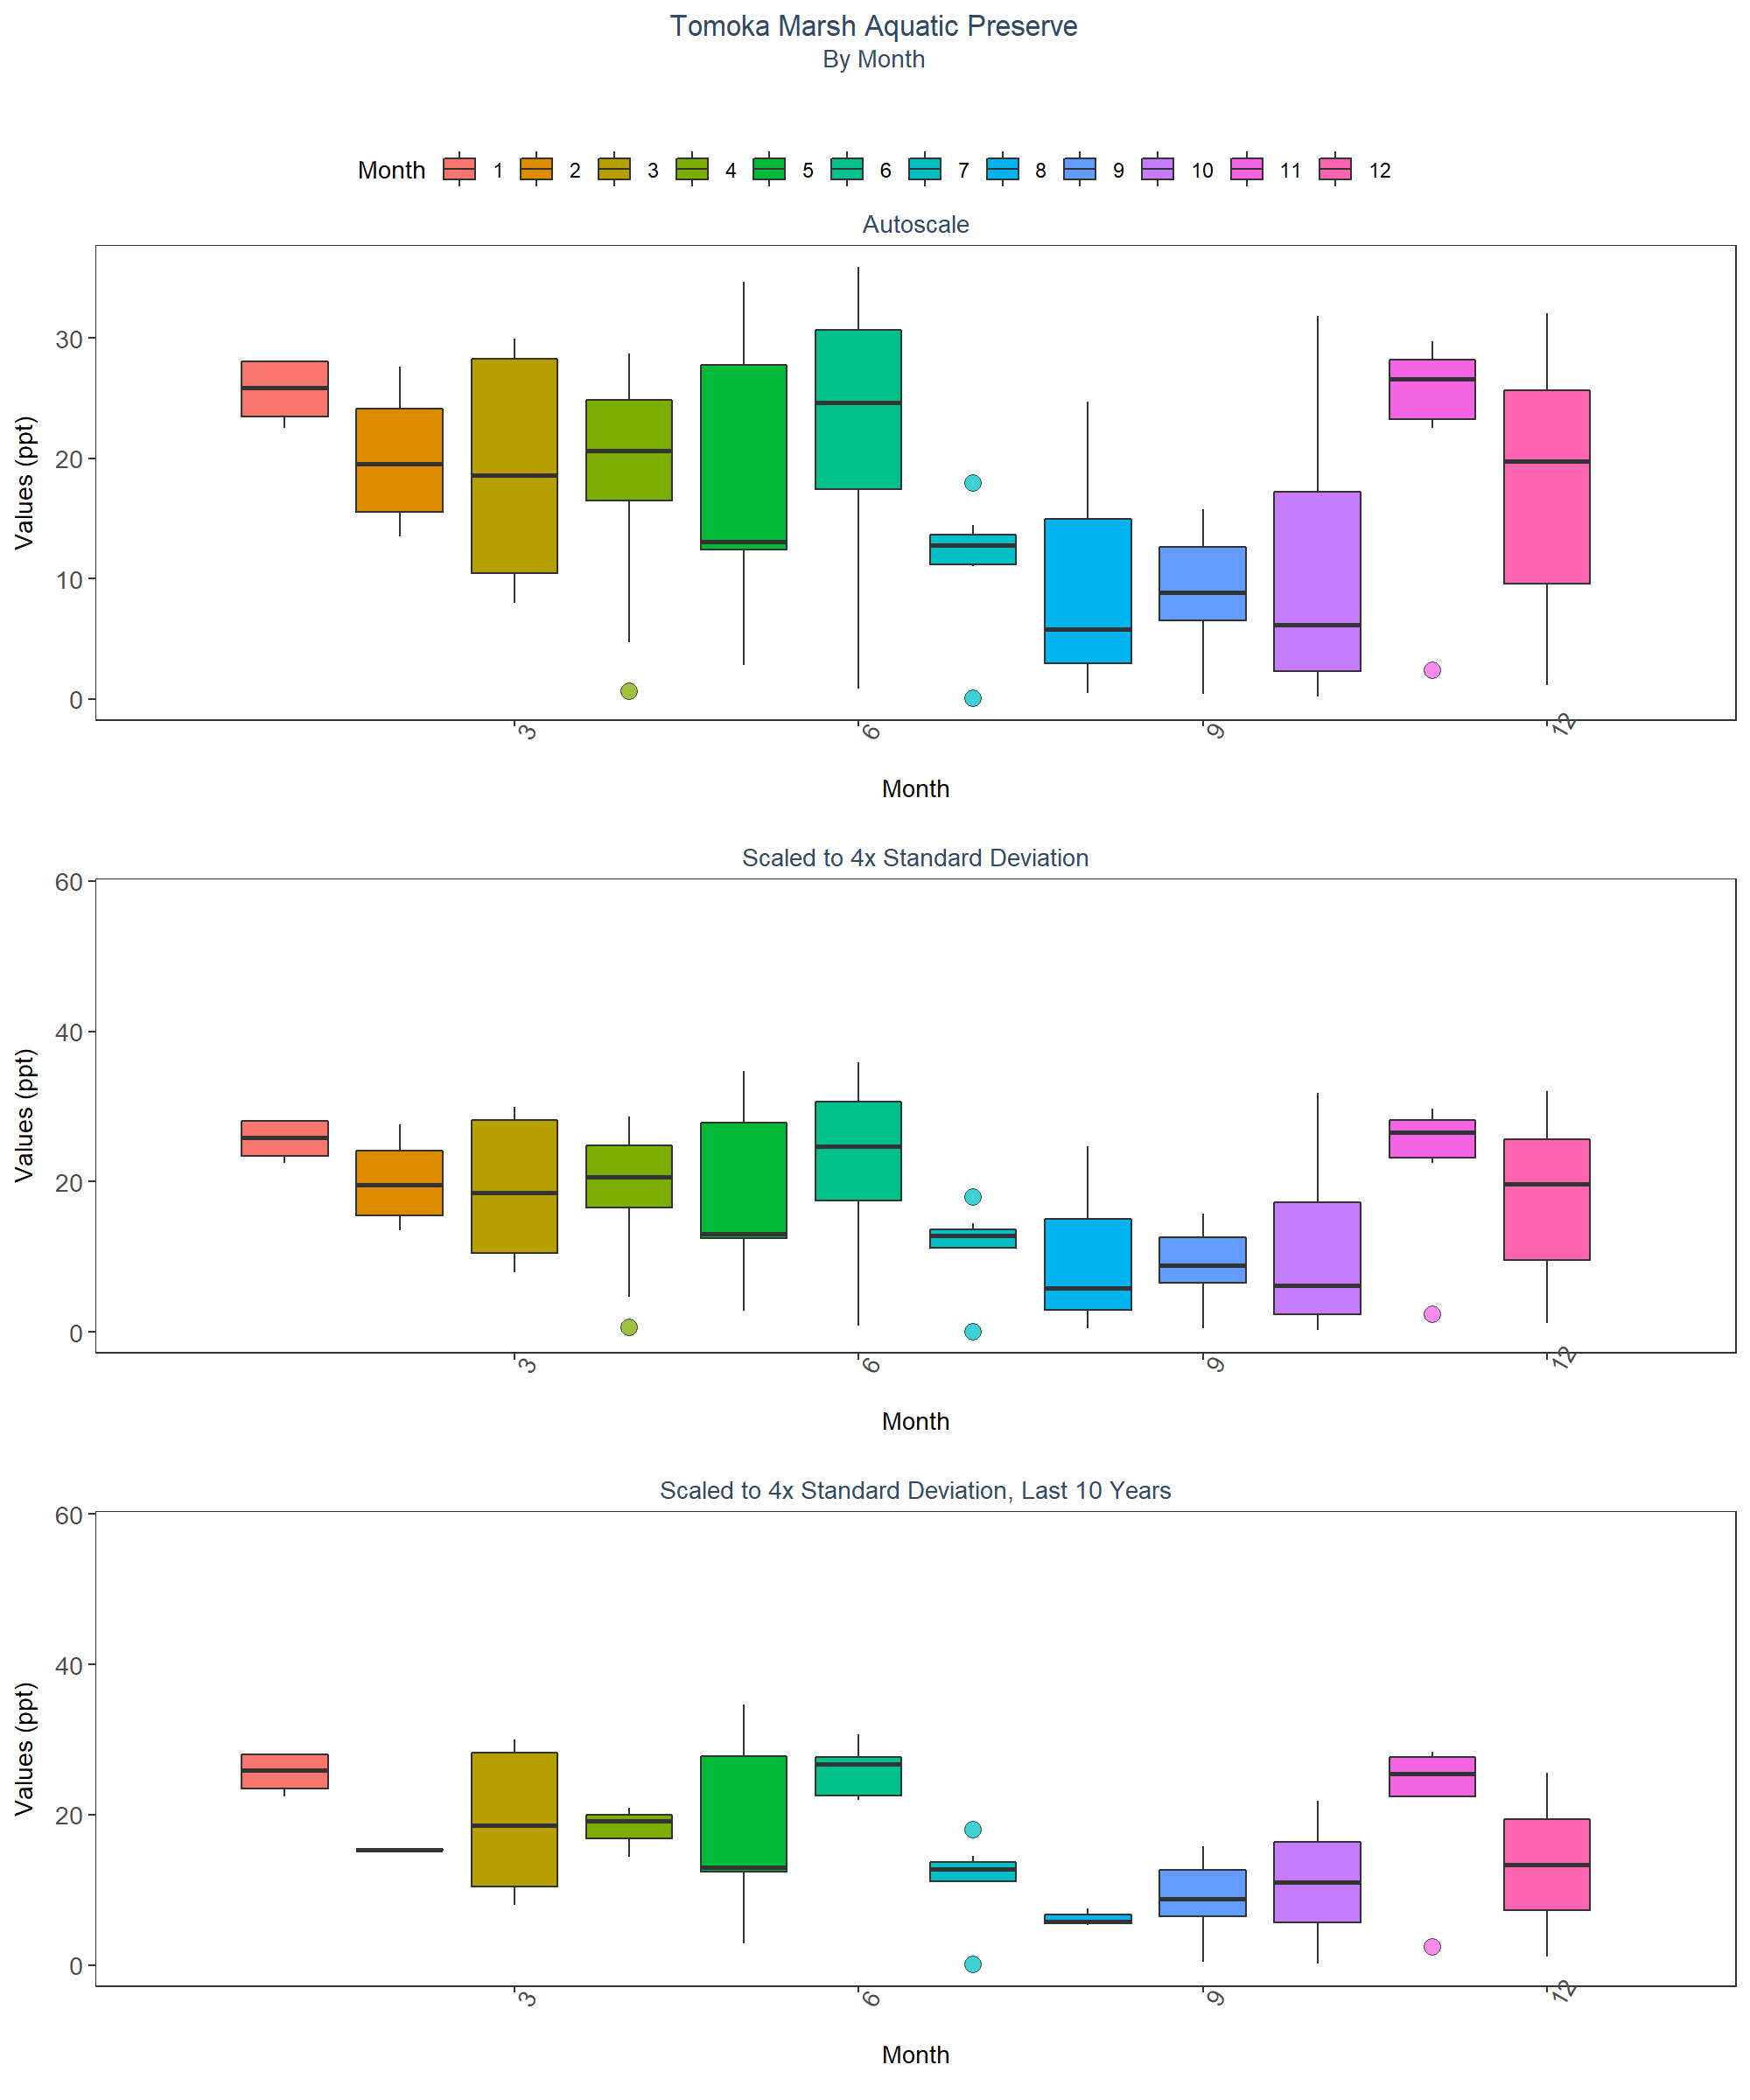 Tomoka Marsh Aquatic Preserve
By Month
Month 1 2 3 4 5 6 7 8 9 10 11 12
Autoscale
Values (ppt)
30
20
10
0
3 6 9 12
Month
Scaled to 4x Standard Deviation
Values (ppt)
60
40
20
0
3 6 9 12
Month
Scaled to 4x Standard Deviation, Last 10 Years
Values (ppt)
60
40
20
0
3 6 9 12
Month